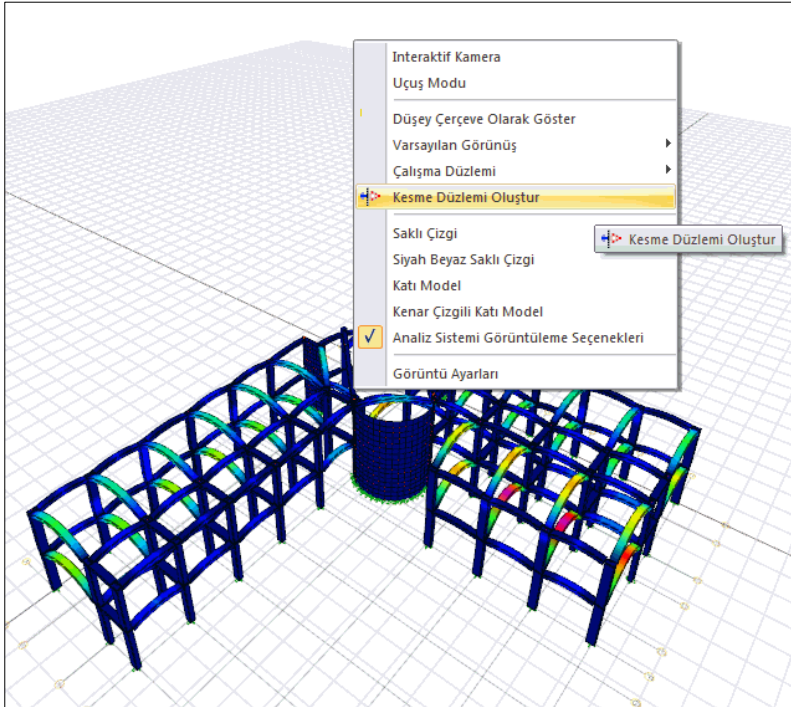 İnteraktif Kamera
Uçuş Modu
Düşey Çerçeve Olarak Göster
Varsayılan Görünüş
Çalışma Düzlemi
Kesme Düzlemi Oluştur
Saklı Çizgi
Kesme Düzlemi Oluştur
Siyah Beyaz Saklı Çizgi
Katı Model
Kenar Çizgili Katı Model
Analiz Sistemi Görüntüleme Seçenekleri
Görüntü Ayarları